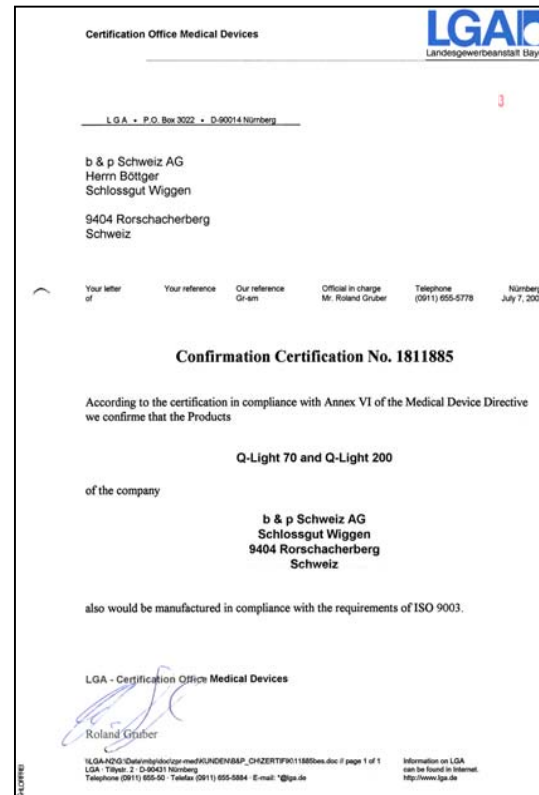 Certification Office Medical Devices
LGA
Landesgewerbeanstalt Bay
3
L G A • P.O. Box 3022 • D-90014 Nürnberg
b & p Schweiz AG
Herrn Böttger
Schlossgut Wiggen
9404 Rorschacherberg
Schweiz
Your letter Your reference Our reference Official in charge Telephone Nürnberg
of Gr-sm Mr. Roland Gruber (0911) 655-5778 July 7, 200
Confirmation Certification No. 1811885
According to the certification in compliance with Annex VI of the Medical Device Directive
we confirm that the Products
Q-Light 70 and Q-Light 200
of the company
b & p Schweiz AG
Schlossgut Wiggen
9404 Rorschacherberg
Schweiz
also would be manufactured in compliance with the requirements of ISO 9003.
LGA - Certification Office Medical Devices
Roland Gruber
page 1 of 1 Information on LGA
LGA · Tillystr. 2 · D-90431 Nürnberg can be found in Internet.
Telephone (0911) 655-50 · Telefax (0911) 655-5884 · E-mail: *@lga.de http://www.lga.de